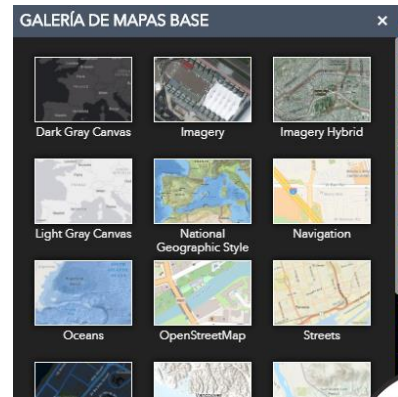 GALERÍA DE MAPAS BASE ×
Dark Gray Canvas
Imagery
Imagery Hybrid
Light Gray Canvas
National
Geographic Style
Navigation
Oceans
OpenStreetMap
Streets